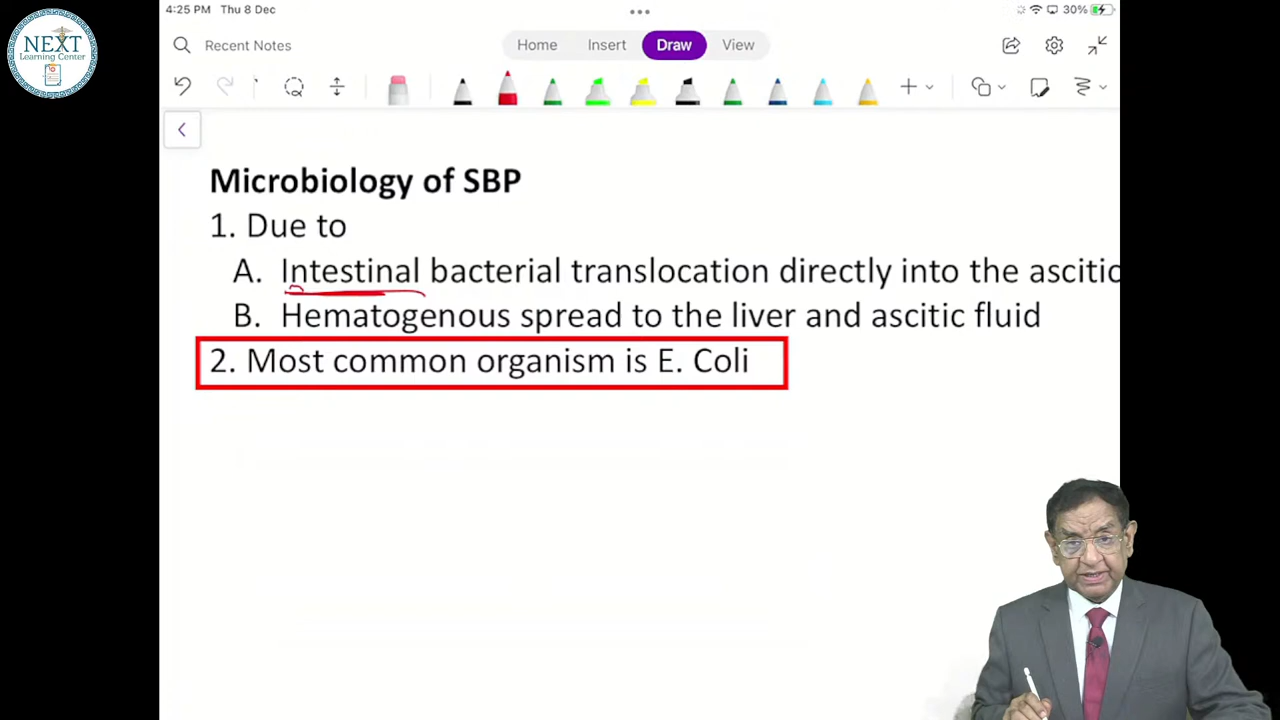 4:25 PM Thu 8 Dec
30%
NEXT
Learning Center
Recent Notes
Home Insert Draw View
Microbiology of SBP
1. Due to
A. Intestinal bacterial translocation directly into the ascitic
B. Hematogenous spread to the liver and ascitic fluid
2. Most common organism is E. Coli